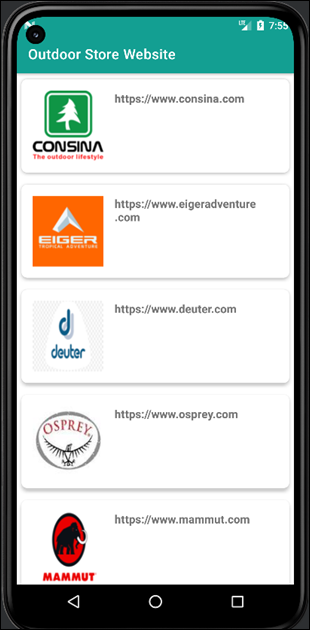 LTE 7:55
Outdoor Store Website
https://www.consina.com
CONSINA
The outdoor lifestyle
https://www.eigeradventure
.com
EIGER
TROPICAL ADVENTURE
https://www.deuter.com
deuter
https://www.osprey.com
OSPREY
https://www.mammut.com
MAMMUT